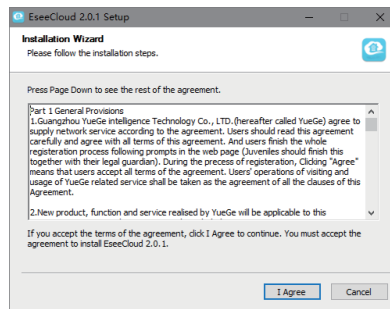 EseeCloud 2.0.1 Setup
Installation Wizard
Please follow the installation steps.
Press Page Down to see the rest of the agreement.
Part 1 General Provisions
1.Guangzhou YueGe intelligence Technology Co., LTD.(hereafter called YueGe) agree to
supply network service according to the agreement. Users should read this agreement
carefully and agree with all terms of this agreement. And users finish the whole
registration process following prompts in the web page (Juveniles should finish this
together with their legal guardian). During the precess of registration, Clicking "Agree"
means that users accept all terms of the agreement. Users' operations of visiting and
usage of YueGe related service shall be taken as the agreement of all the clauses of this
Agreement.
2.New product, function and service realised by YueGe will be applicable to this
If you accept the terms of the agreement, click I Agree to continue. You must accept the
agreement to install EseeCloud 2.0.1.
I Agree
Cancel